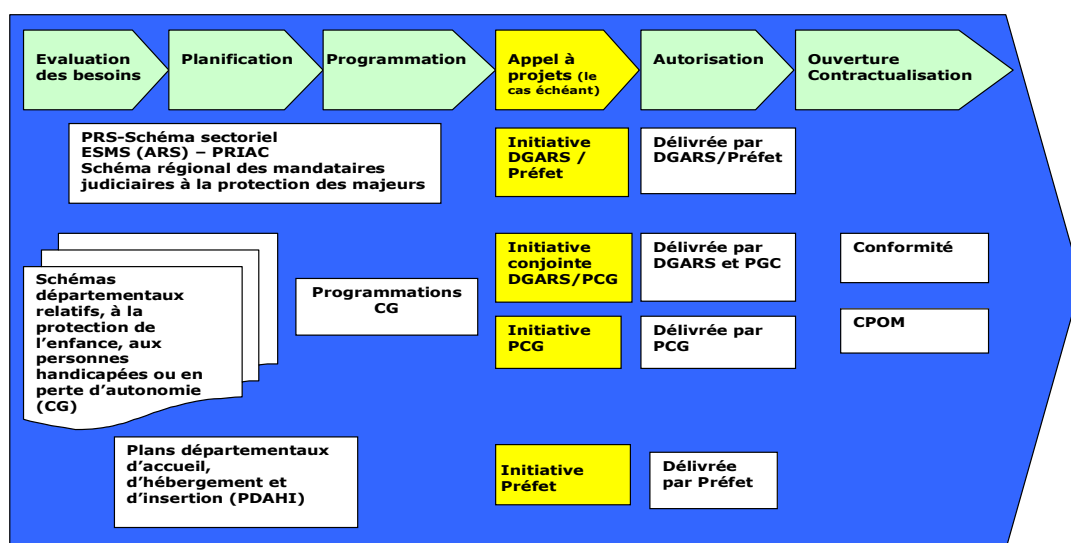 Evaluation
des besoins
Planification
Programmation
Appel à
projets (le
cas échéant)
Autorisation
Ouverture
Contractualisation
PRS-Schéma sectoriel
ESMS (ARS) – PRIAC
Schéma régional des mandataires
judiciaires à la protection des majeurs
Initiative
DGARS /
Préfet
Délivrée par
DGARS/Préfet
Schémas
départementaux
relatifs, à la
protection de
l'enfance, aux
personnes
handicapées ou en
perte d'autonomie
(CG)
Programmations
CG
Initiative
conjointe
DGARS/PCG
Délivrée par
DGARS et PGC
Conformité
Initiative
PCG
Délivrée par
PCG
CPOM
Plans départementaux
d'accueil,
d'hébergement et
d'insertion (PDAHI)
Initiative
Préfet
Délivrée
par Préfet